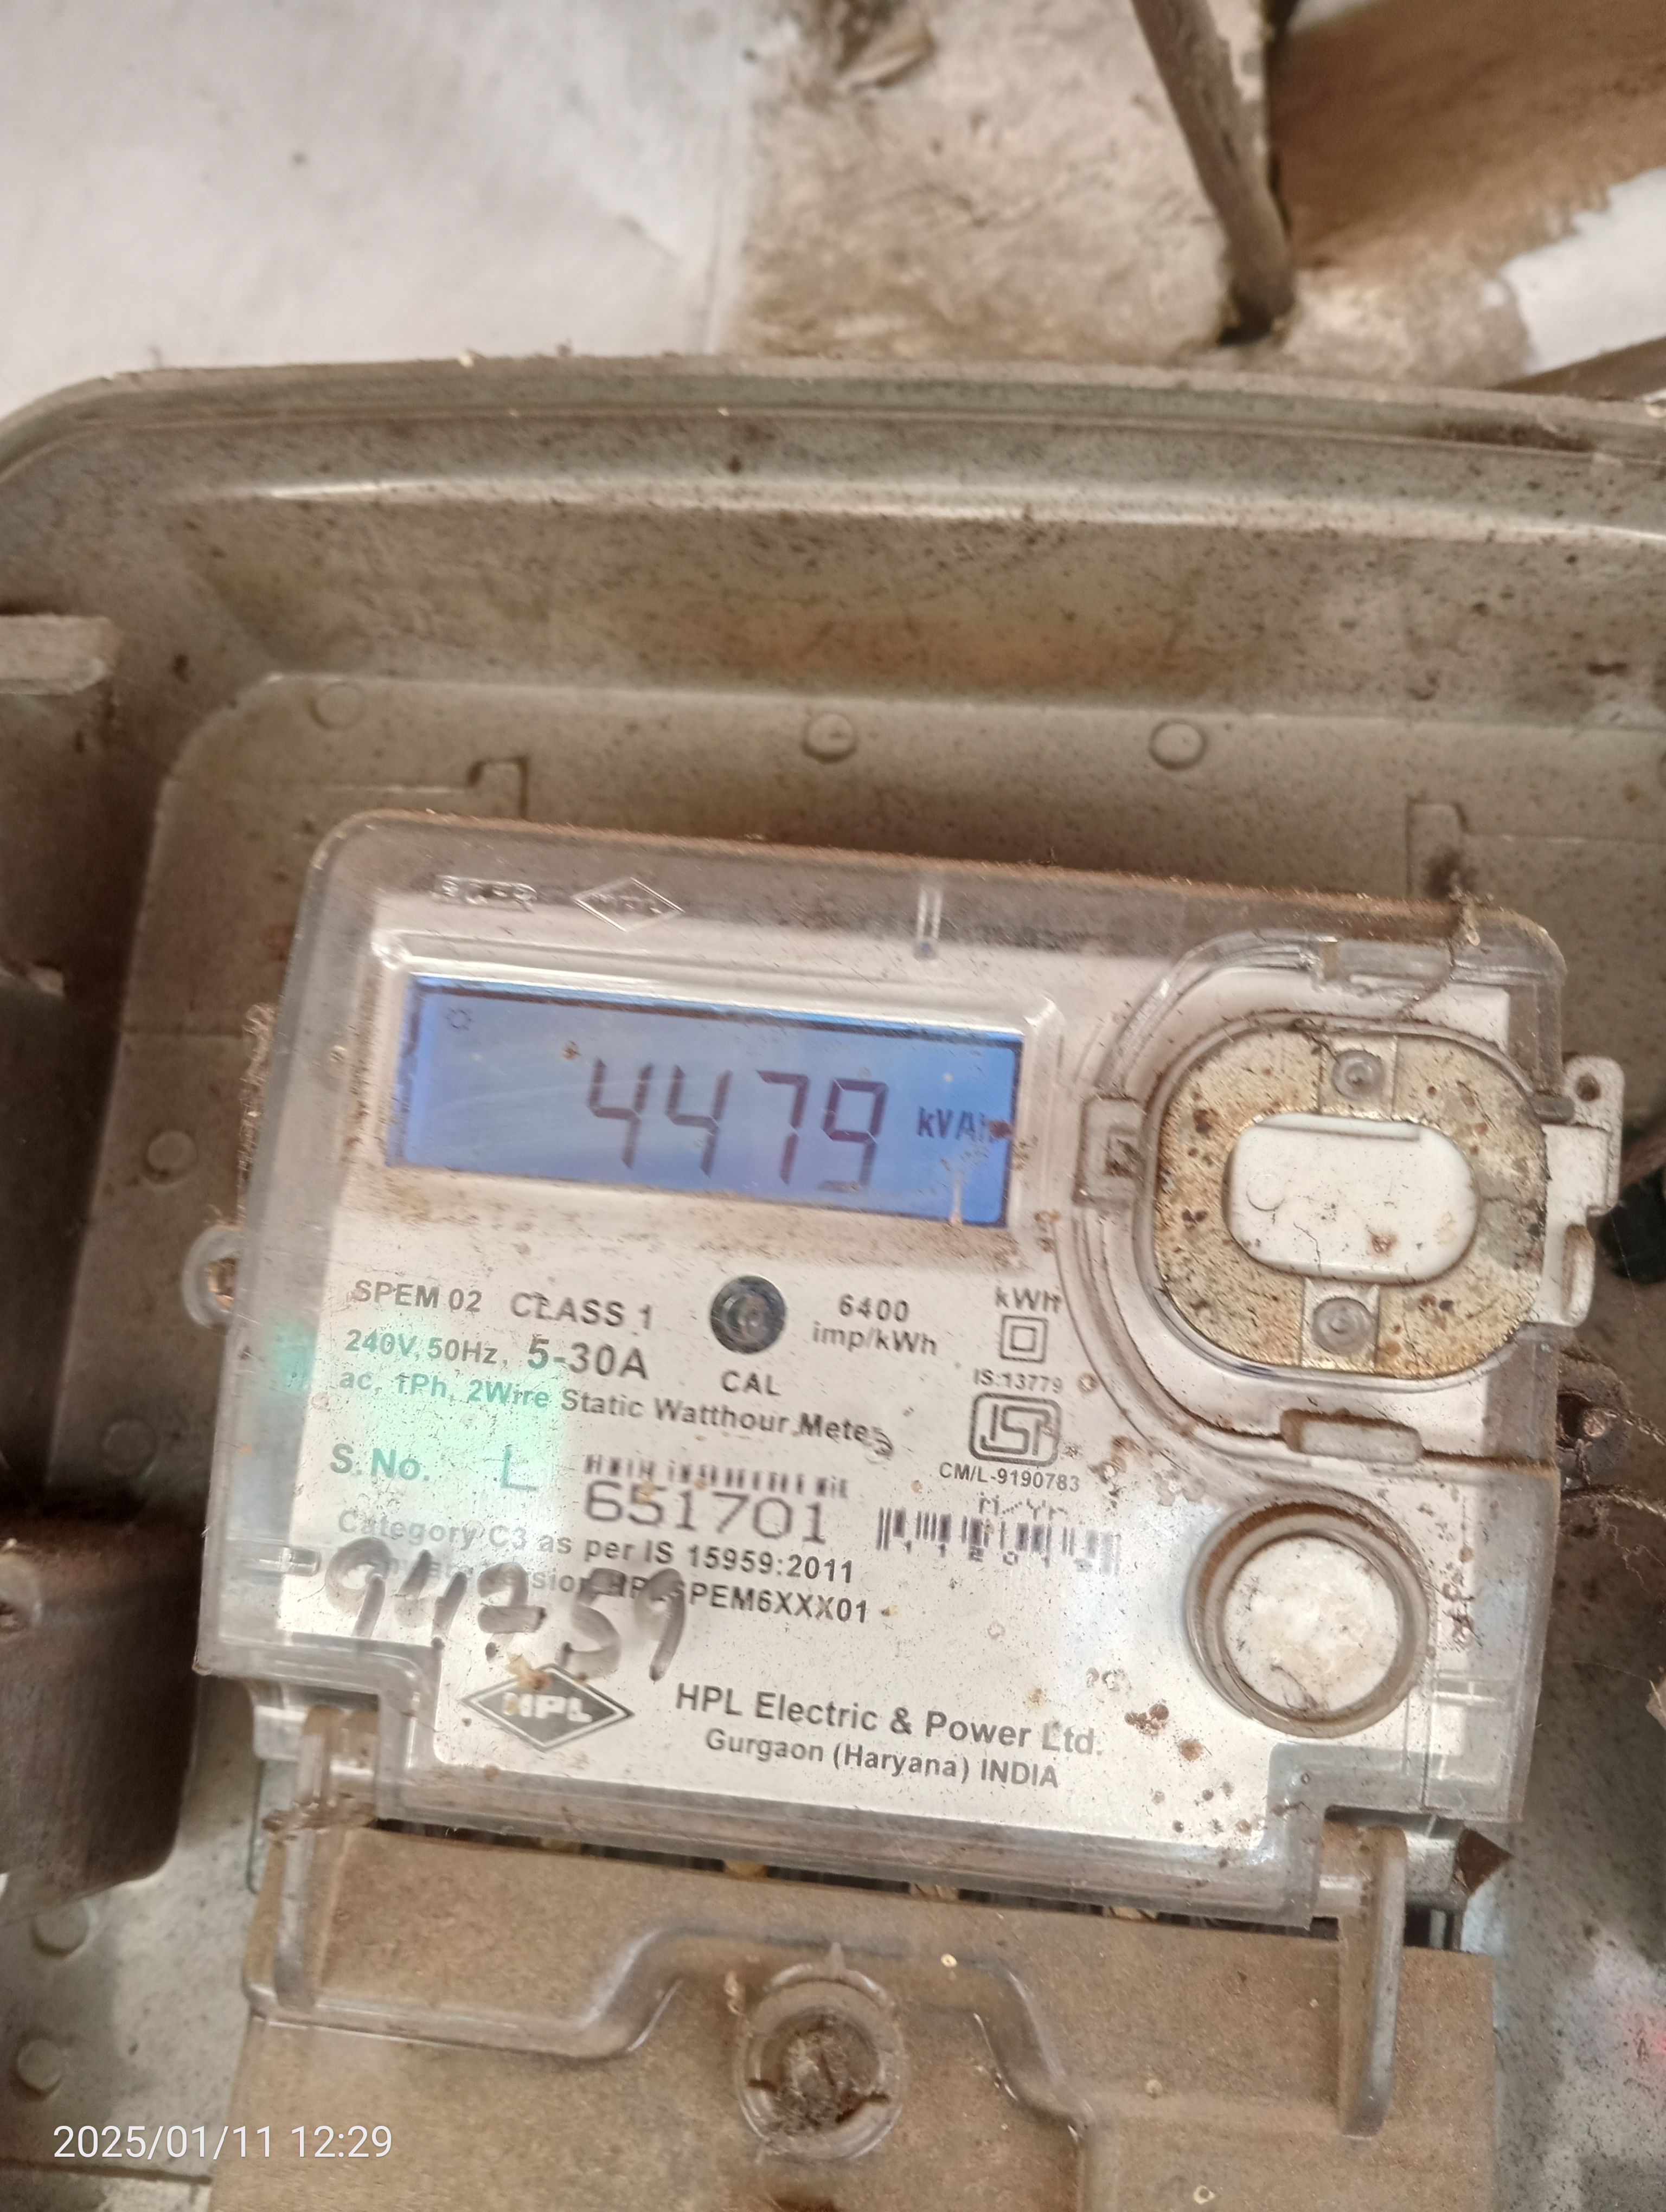 4479 kVAh
SPEM 02 CLASS 1
6400
imp/kWh
kWh
240V, 50Hz, 5-30A
CAL
IS:13779
ac, 1Ph, 2Wire Static Watthour Meter
CM/L-9190783
S. No. L
651701
Category C3 as per IS 15959:2011
SPEM6XXX01
94759
HPL
HPL Electric & Power Ltd.
Gurgaon (Haryana) INDIA
2025/01/11 12:29